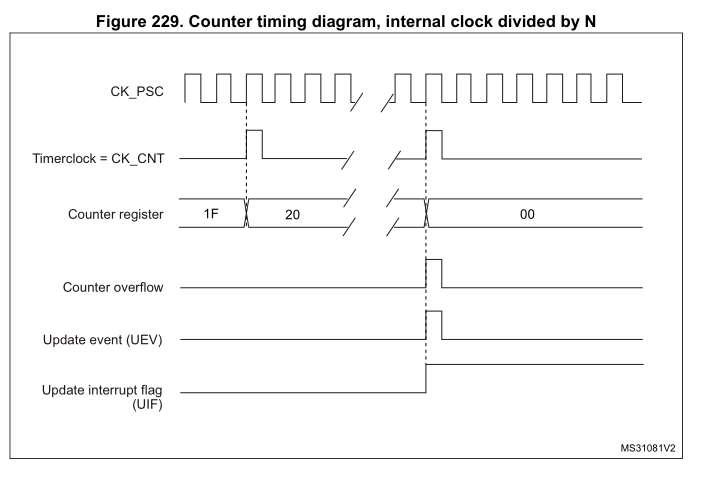 Figure 229. Counter timing diagram, internal clock divided by N
CK_PSC
Timerclock = CK_CNT
Counter register
1F
20
00
Counter overflow
Update event (UEV)
Update interrupt flag
(UIF)
MS31081V2